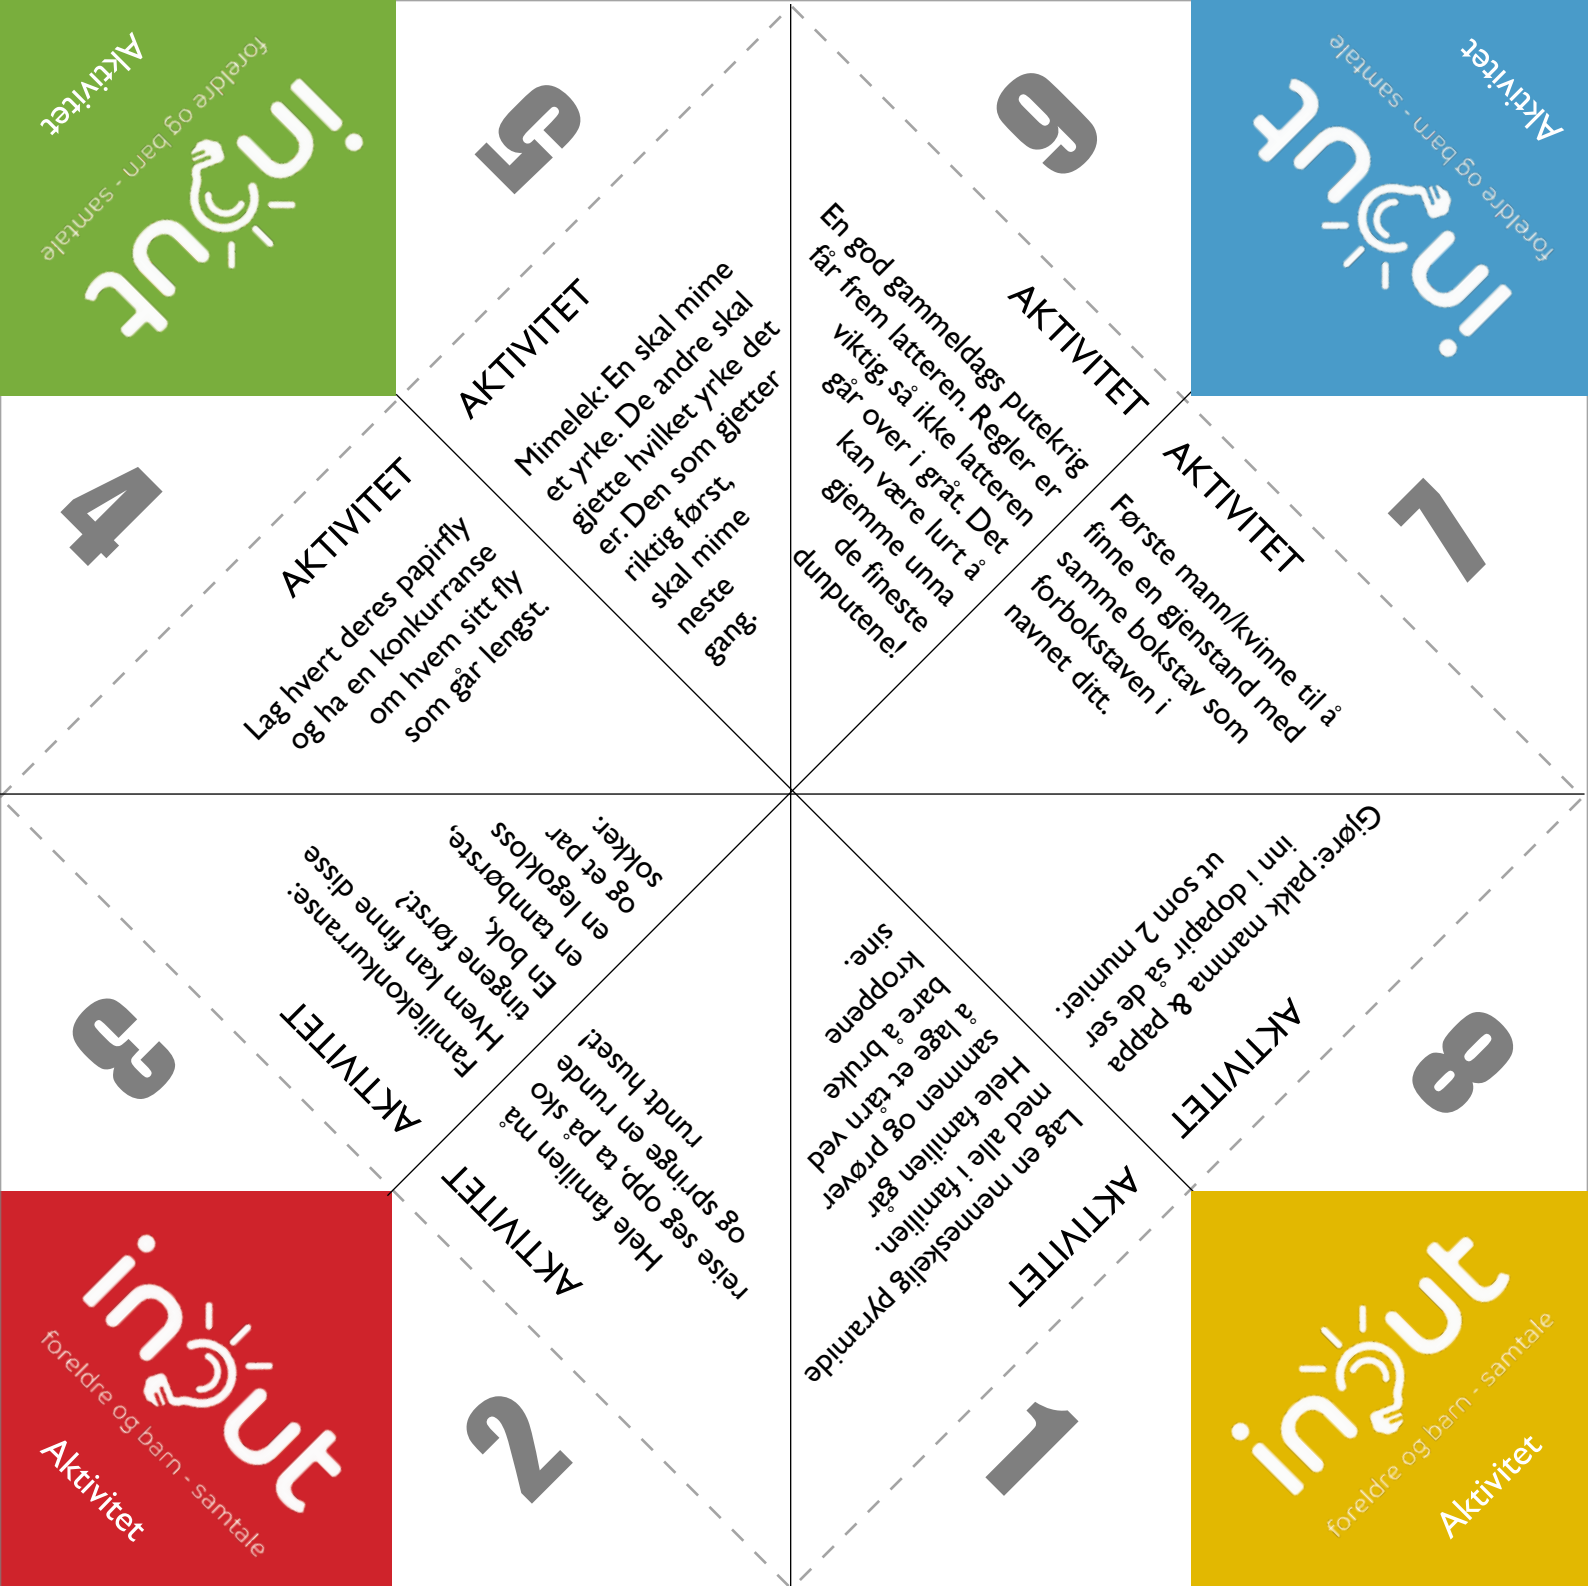 Aktivitet
foreldre og barn - samtale
inout
5
AKTIVITET
Mimelek: En skal mime
et yrke. De andre skal
gjette hvilket yrke det
er. Den som gjetter
riktig først,
skal mime
neste
gang.
6
AKTIVITET
En god gammeldags putekrig
får frem latteren. Regler er
viktig, så ikke latteren
går over i gråt. Det
kan være lurt å
gjemme unna
de fineste
dunputene!
Aktivitet
foreldre og barn - samtale
inout
4
AKTIVITET
Lag hvert deres papirfly
og ha en konkurranse
om hvem sitt fly
som går lengst.
7
AKTIVITET
Første mann/kvinne til å
finne en gjenstand med
samme bokstav som
forbokstaven i
navnet ditt.
3
AKTIVITET
Familiekonkurranse:
Hvem kan finne disse
tingene først?
En bok,
en tannbørste,
en legokloss
og et par
sokker.
8
AKTIVITET
Gjøre: pakk mamma & pappa
inn i dopapir så de ser
ut som 2 mumier.
2
AKTIVITET
Hele familien må
reise seg opp, ta på sko
og springe en runde
rundt huset!
1
AKTIVITET
Lag en menneskelig pyramide
med alle i familien.
Hele familien går
sammen og prøver
å lage et tårn ved
bare å bruke
kroppene
sine.
inout
foreldre og barn - samtale
Aktivitet
inout
foreldre og barn - samtale
Aktivitet